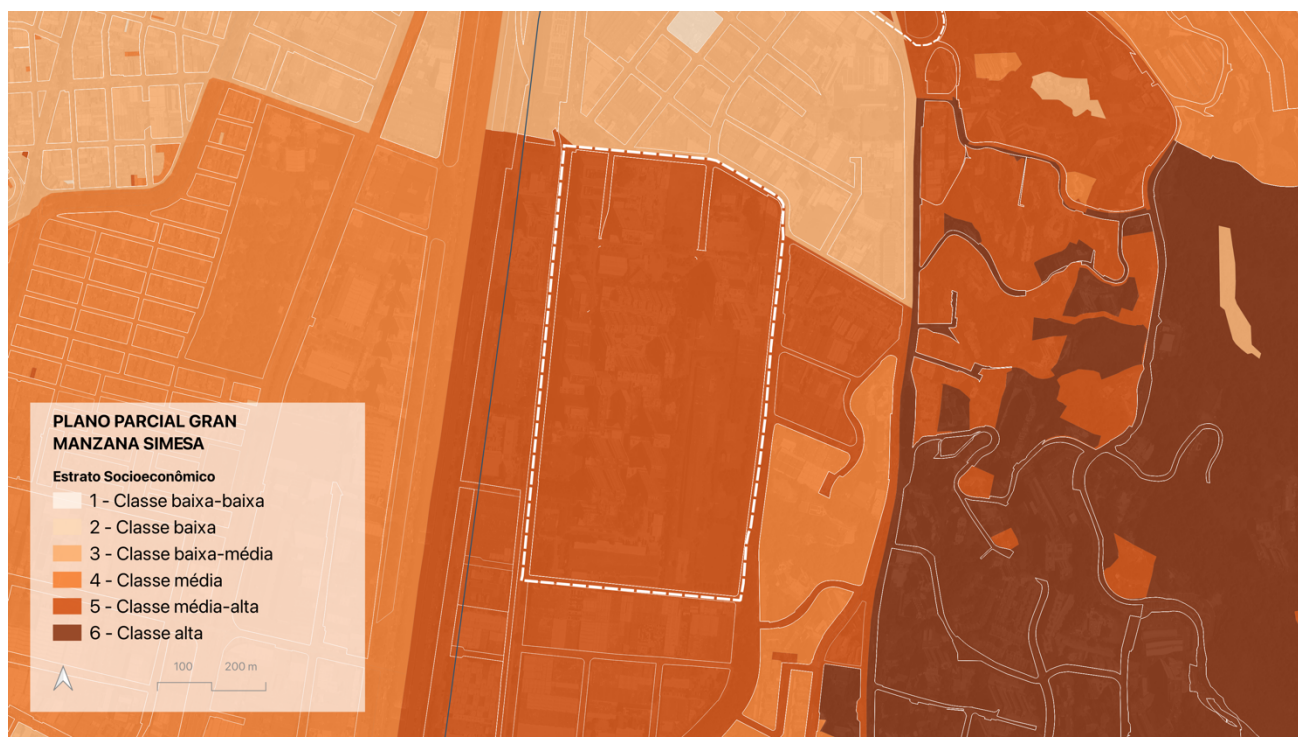 PLANO PARCIAL GRAN
MANZANA SIMESA
Estrato Socioeconômico
1 - Classe baixa-baixa
2 - Classe baixa
3 - Classe baixa-média
4 - Classe média
5 - Classe média-alta
6 - Classe alta
100 200 m